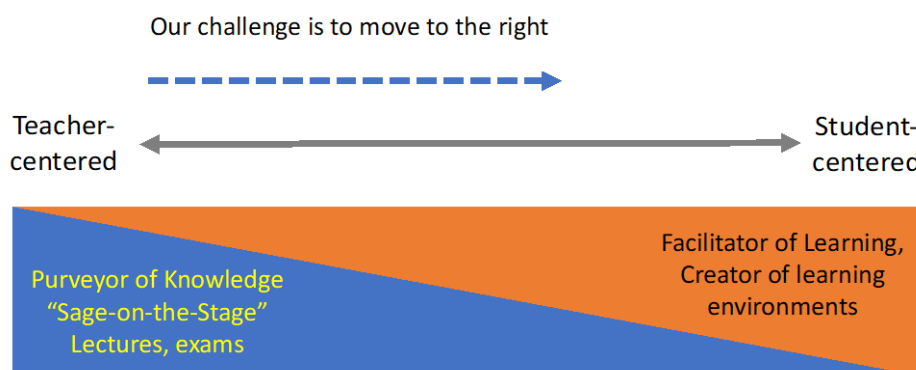 Our challenge is to move to the right
Teacher-
centered
Student-
centered
Purveyor of Knowledge
“Sage-on-the-Stage”
Lectures, exams
Facilitator of Learning,
Creator of learning
environments